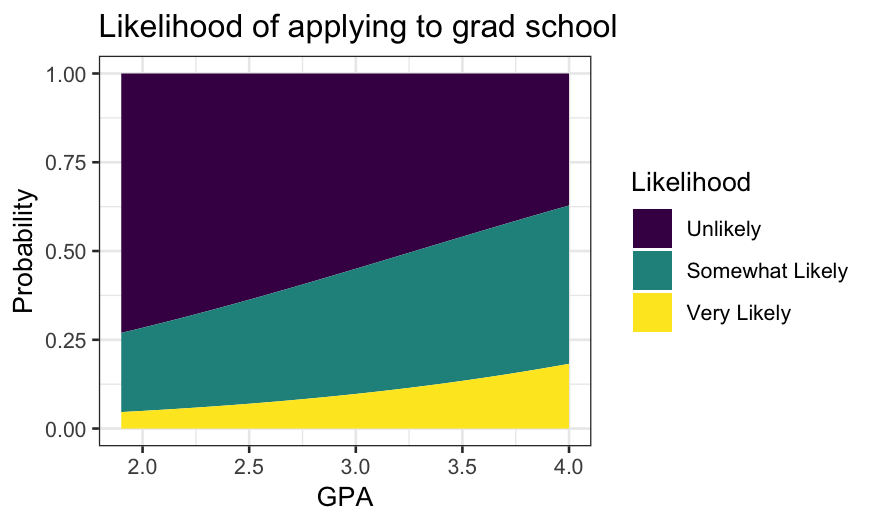 Likelihood of applying to grad school
1.00
0.75
0.50
0.25
0.00
Probability
2.0 2.5 3.0 3.5 4.0
GPA
Likelihood
Unlikely
Somewhat Likely
Very Likely